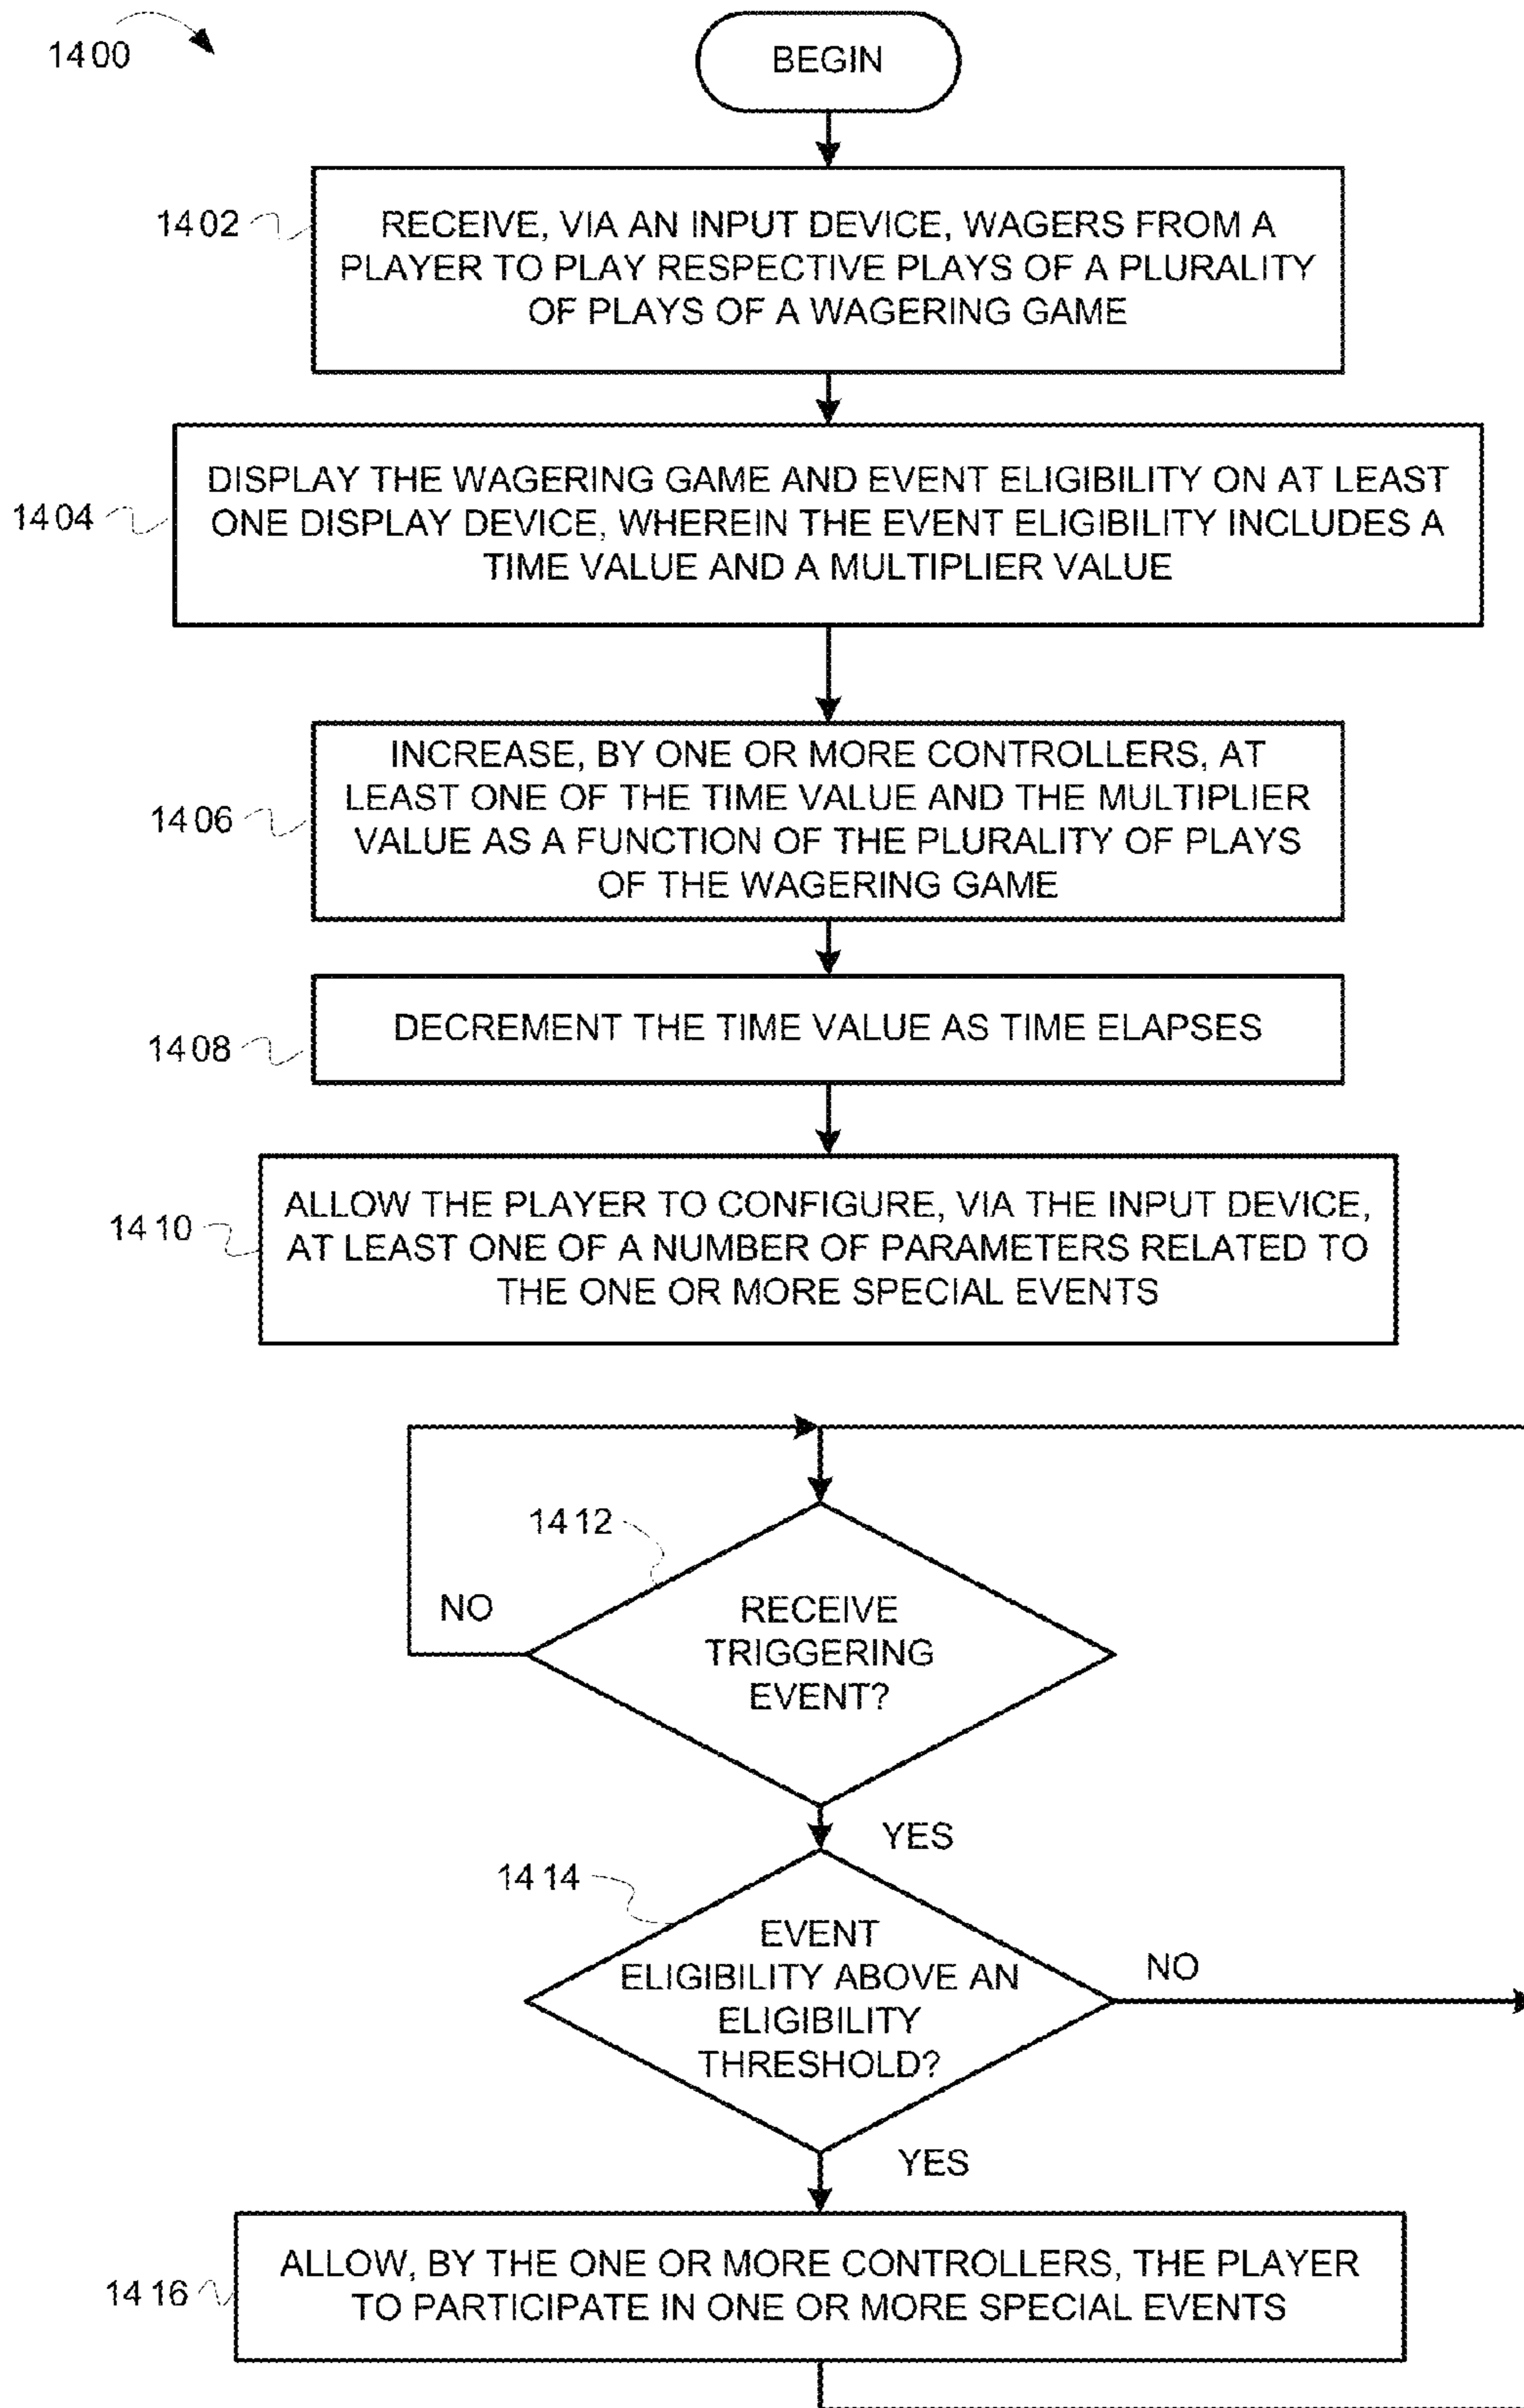 1400
BEGIN
1402
RECEIVE, VIA AN INPUT DEVICE, WAGERS FROM A
PLAYER TO PLAY RESPECTIVE PLAYS OF A PLURALITY
OF PLAYS OF A WAGERING GAME
1404
DISPLAY THE WAGERING GAME AND EVENT ELIGIBILITY ON AT LEAST
ONE DISPLAY DEVICE, WHEREIN THE EVENT ELIGIBILITY INCLUDES A
TIME VALUE AND A MULTIPLIER VALUE
1406
INCREASE, BY ONE OR MORE CONTROLLERS, AT
LEAST ONE OF THE TIME VALUE AND THE MULTIPLIER
VALUE AS A FUNCTION OF THE PLURALITY OF PLAYS
OF THE WAGERING GAME
1408
DECREMENT THE TIME VALUE AS TIME ELAPSES
1410
ALLOW THE PLAYER TO CONFIGURE, VIA THE INPUT DEVICE,
AT LEAST ONE OF A NUMBER OF PARAMETERS RELATED TO
THE ONE OR MORE SPECIAL EVENTS
1412
NO
RECEIVE
TRIGGERING
EVENT?
YES
1414
EVENT
ELIGIBILITY ABOVE AN
ELIGIBILITY
THRESHOLD?
NO
YES
1416
ALLOW, BY THE ONE OR MORE CONTROLLERS, THE PLAYER
TO PARTICIPATE IN ONE OR MORE SPECIAL EVENTS